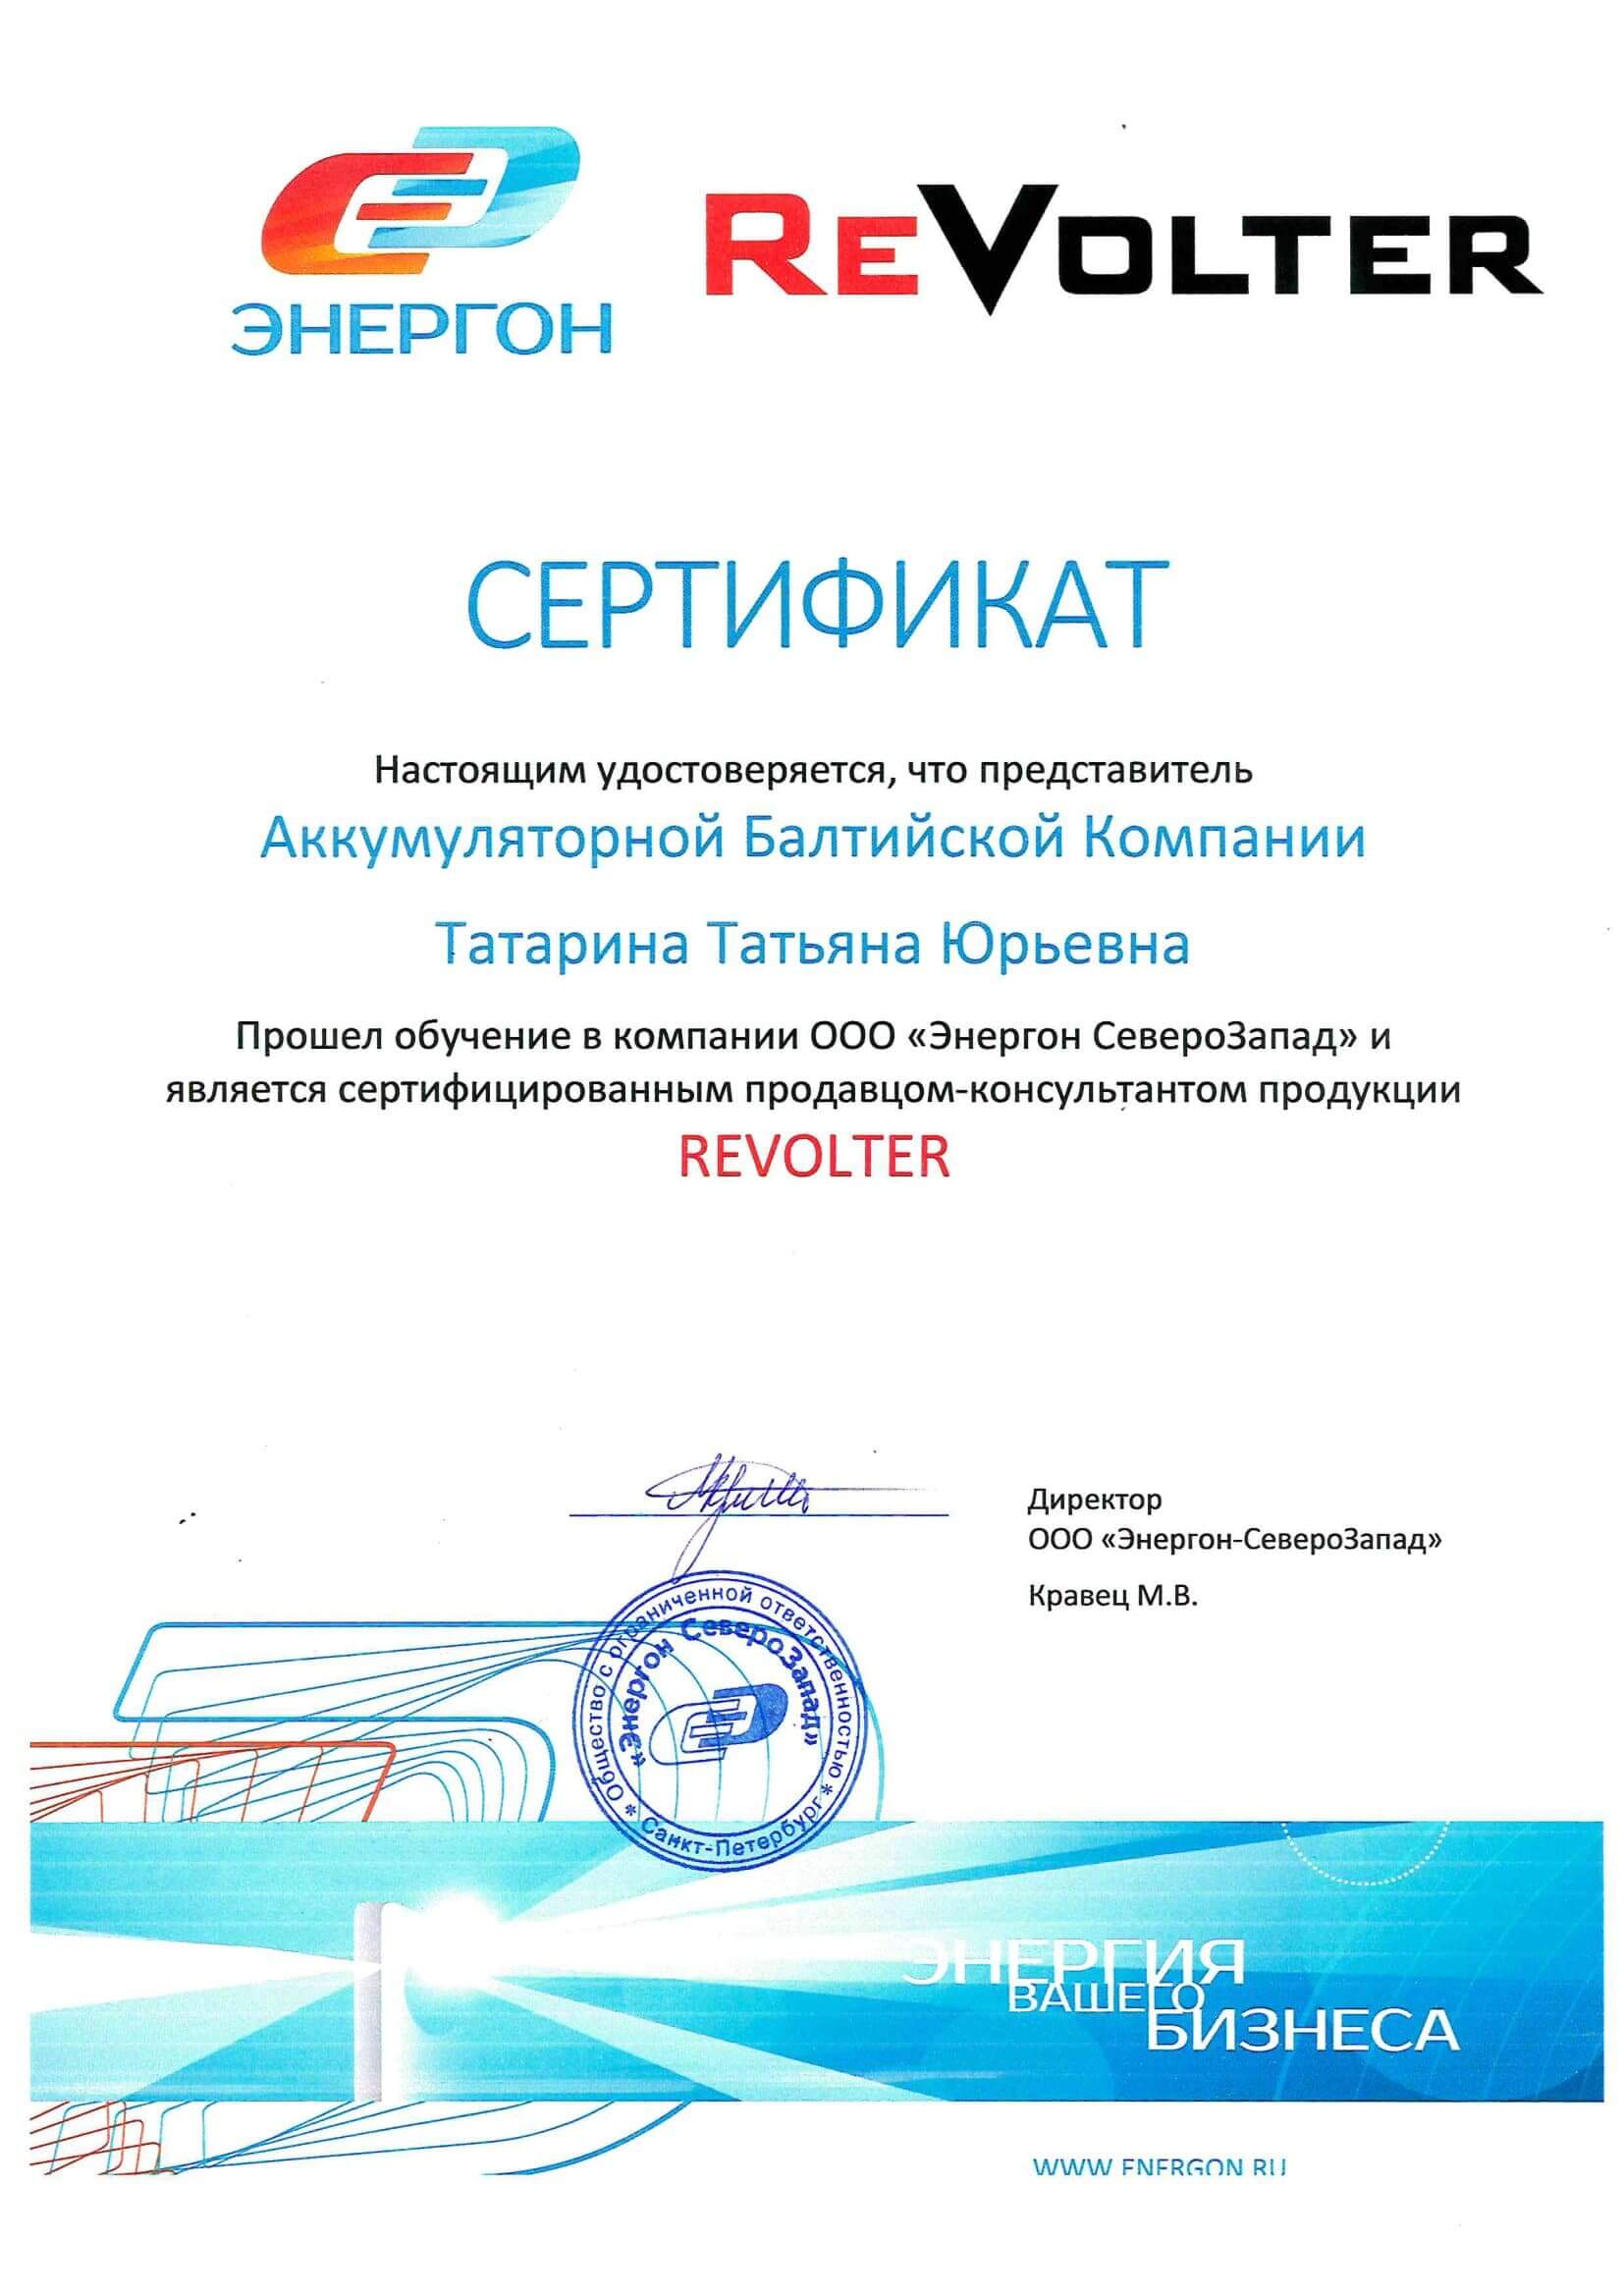 ЭНЕРГОН
REVOLTER
СЕРТИФИКАТ
Настоящим удостоверяется, что представитель
Аккумуляторной Балтийской Компании
Татарина Татьяна Юрьевна
Прошел обучение в компании ООО «Энергон СевероЗапад» и
является сертифицированным продавцом-консультантом продукции
REVOLTER
Директор
ООО «Энергон-СевероЗапад»
Кравец М.В.
Общество с ограниченной ответственностью
«Энергон СевероЗапад»
* Санкт-Петербург *
ЭНЕРГИЯ
ВАШЕГО
БИЗНЕСА
WWW.ENERGON.RU